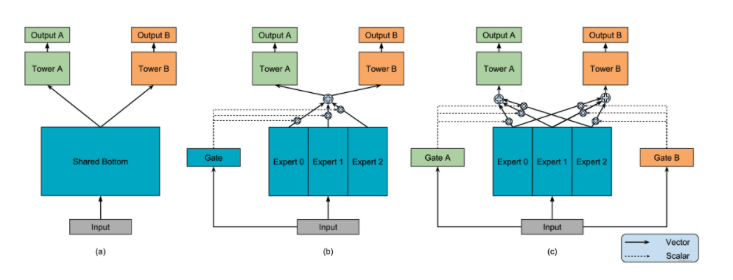 Output A
Output B
Output A
Output B
Output A
Output B
Tower A
Tower B
Tower A
Tower B
Tower A
Tower B
Shared Bottom
Gate
Expert 0
Expert 1
Expert 2
Gate A
Expert 0
Expert 1
Expert 2
Gate B
Input
Input
Input
(a)
(b)
(c)
Vector
Scalar